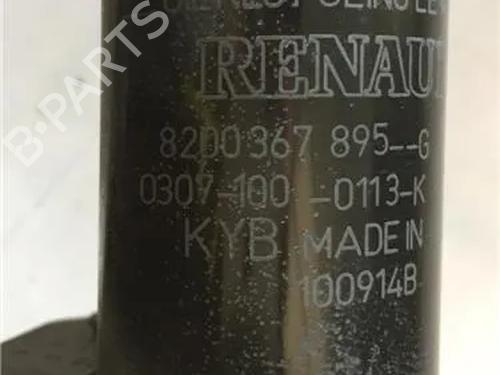 RENAU
8200367 895--G
0307-100 -0113-K
KYB MADE IN
100914B
B-PARTS